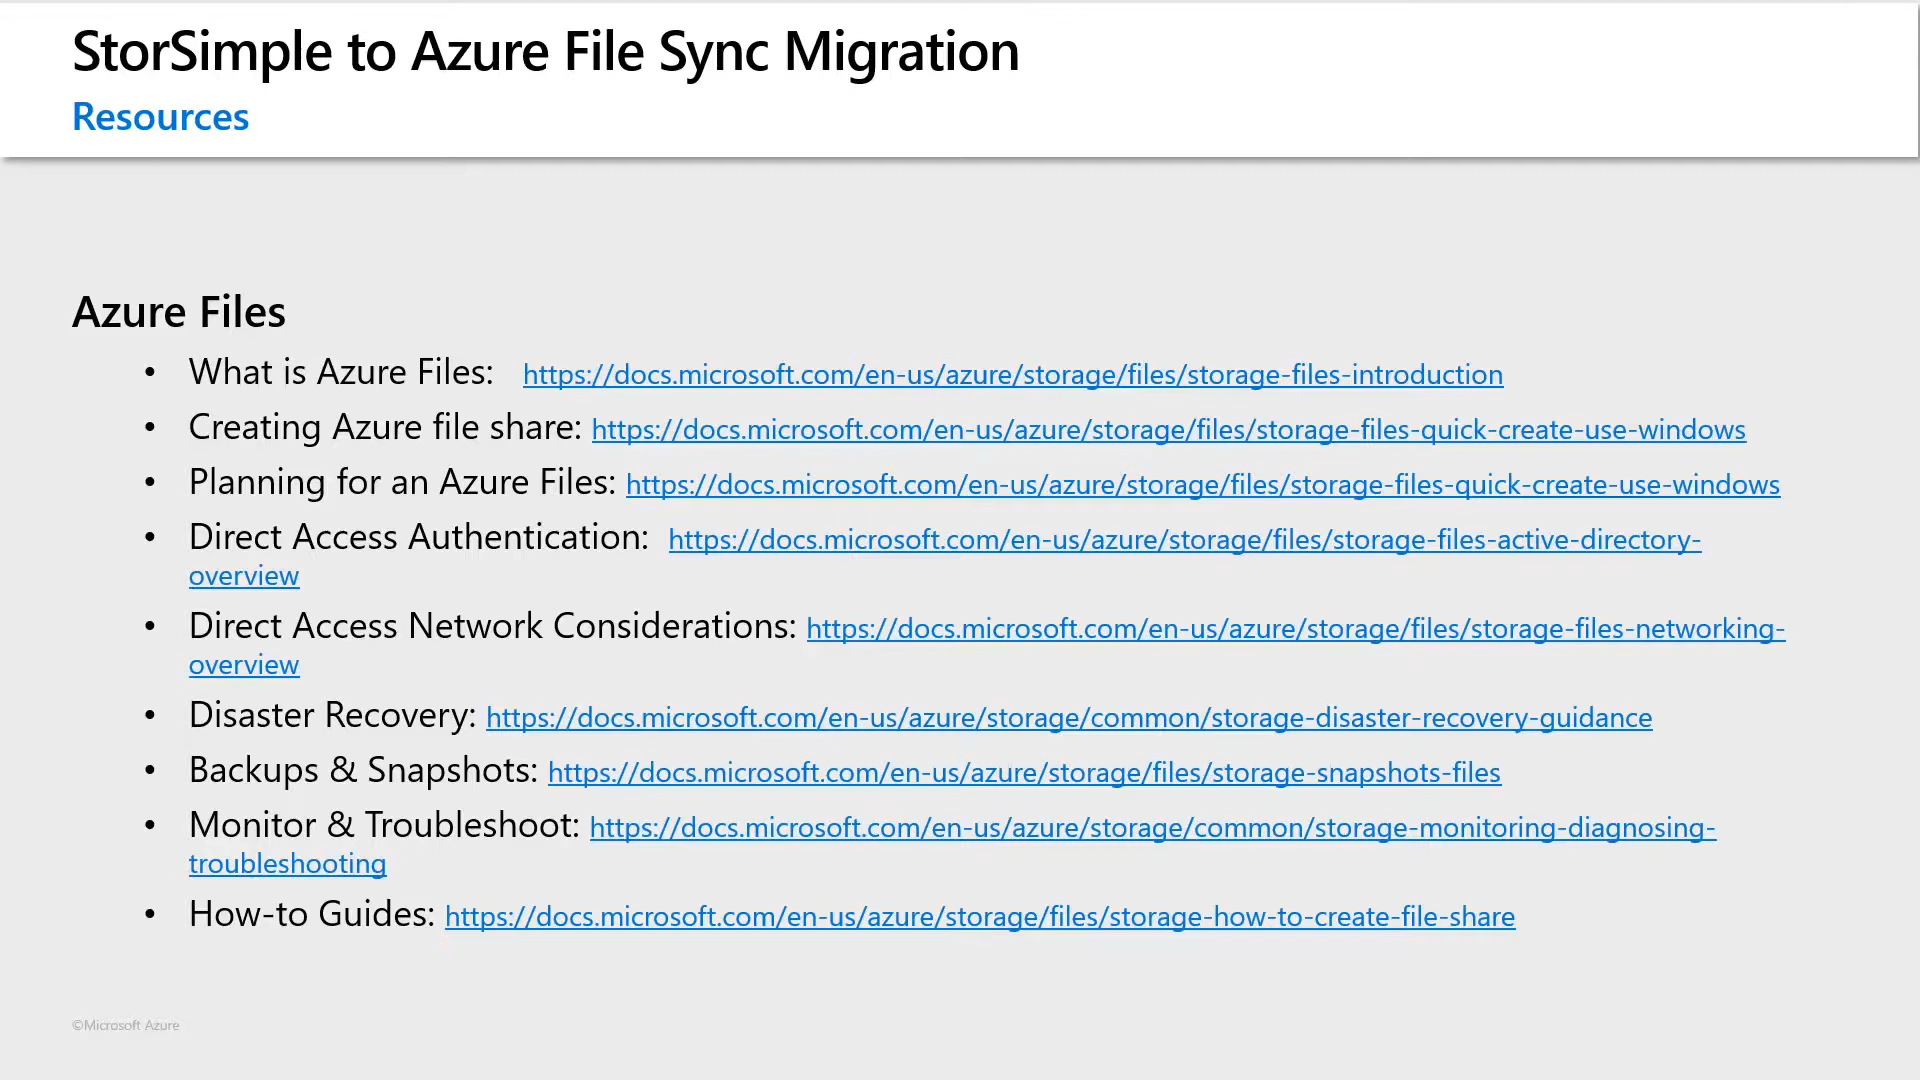 StorSimple to Azure File Sync Migration
Resources
Azure Files
• What is Azure Files: https://docs.microsoft.com/en-us/azure/storage/files/storage-files-introduction
• Creating Azure file share: https://docs.microsoft.com/en-us/azure/storage/files/storage-files-quick-create-use-windows
• Planning for an Azure Files: https://docs.microsoft.com/en-us/azure/storage/files/storage-files-quick-create-use-windows
• Direct Access Authentication: https://docs.microsoft.com/en-us/azure/storage/files/storage-files-active-directory-
overview
• Direct Access Network Considerations: https://docs.microsoft.com/en-us/azure/storage/files/storage-files-networking-
overview
• Disaster Recovery: https://docs.microsoft.com/en-us/azure/storage/common/storage-disaster-recovery-guidance
• Backups & Snapshots: https://docs.microsoft.com/en-us/azure/storage/files/storage-snapshots-files
• Monitor & Troubleshoot: https://docs.microsoft.com/en-us/azure/storage/common/storage-monitoring-diagnosing-
troubleshooting
• How-to Guides: https://docs.microsoft.com/en-us/azure/storage/files/storage-how-to-create-file-share
©Microsoft Azure